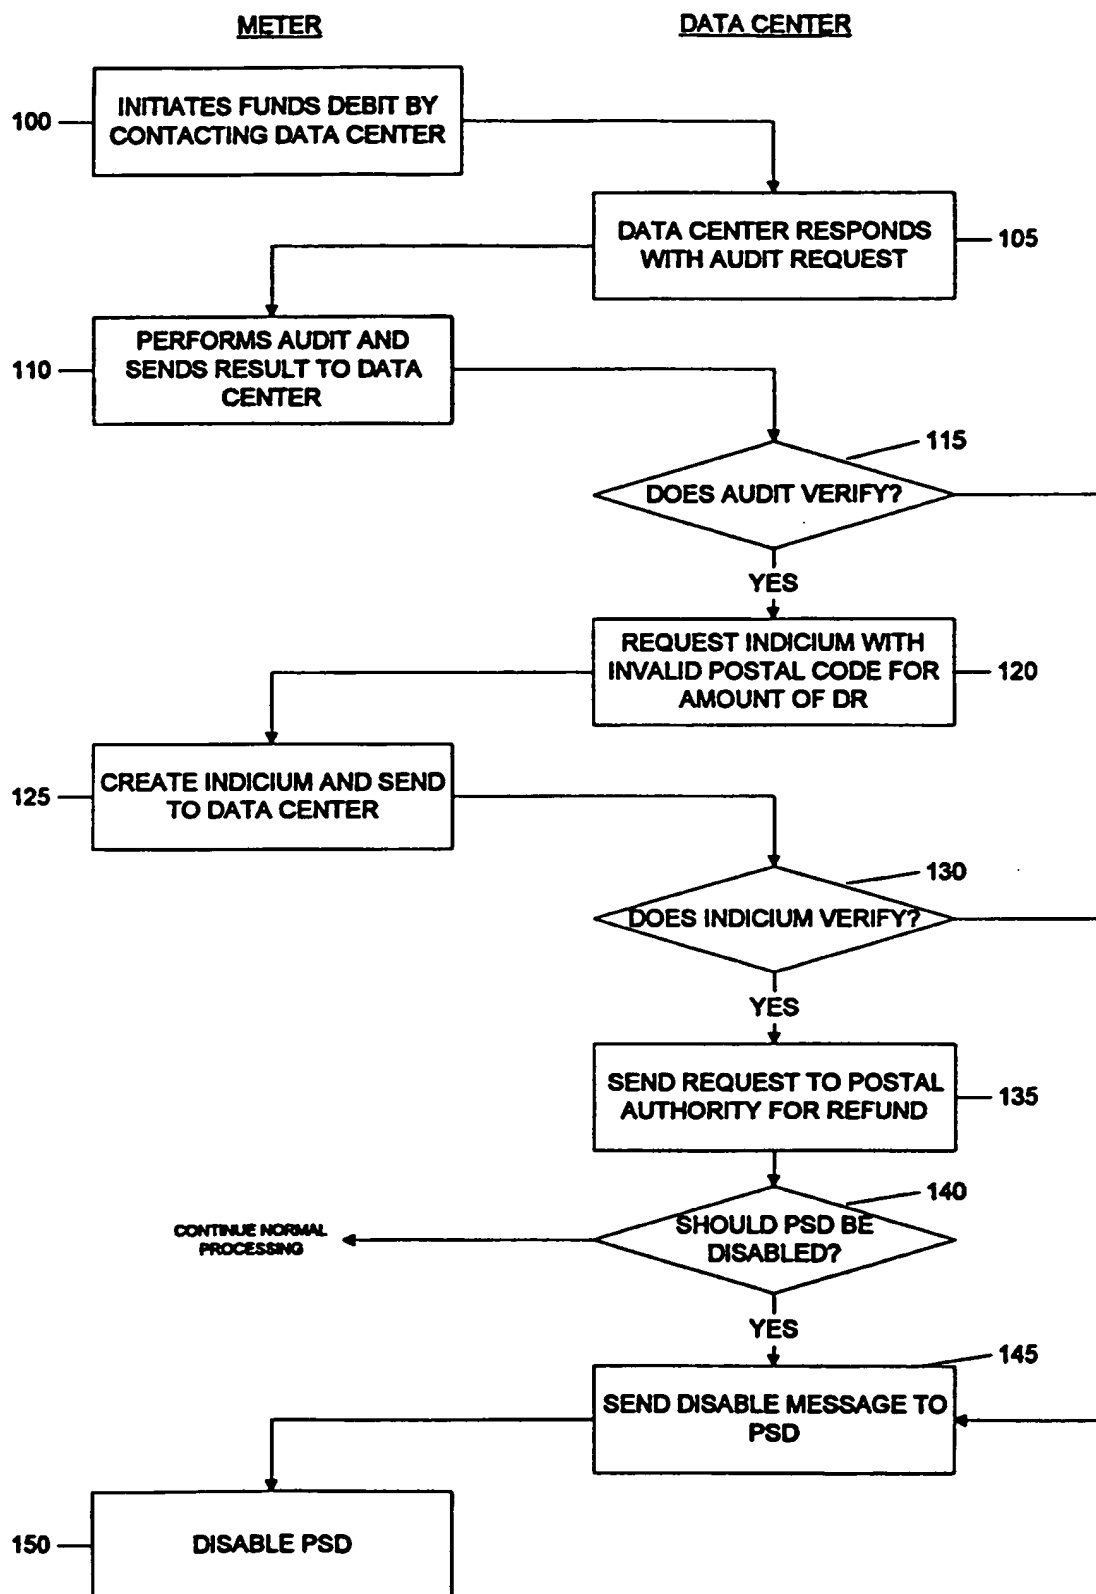 METER
DATA CENTER
100
INITIATES FUNDS DEBIT BY
CONTACTING DATA CENTER
DATA CENTER RESPONDS
WITH AUDIT REQUEST
105
110
PERFORMS AUDIT AND
SENDS RESULT TO DATA
CENTER
115
DOES AUDIT VERIFY?
YES
REQUEST INDICIUM WITH
INVALID POSTAL CODE FOR
AMOUNT OF DR
120
125
CREATE INDICIUM AND SEND
TO DATA CENTER
130
DOES INDICIUM VERIFY?
YES
SEND REQUEST TO POSTAL
AUTHORITY FOR REFUND
135
140
SHOULD PSD BE
DISABLED?
CONTINUE NORMAL
PROCESSING
YES
145
SEND DISABLE MESSAGE TO
PSD
150
DISABLE PSD